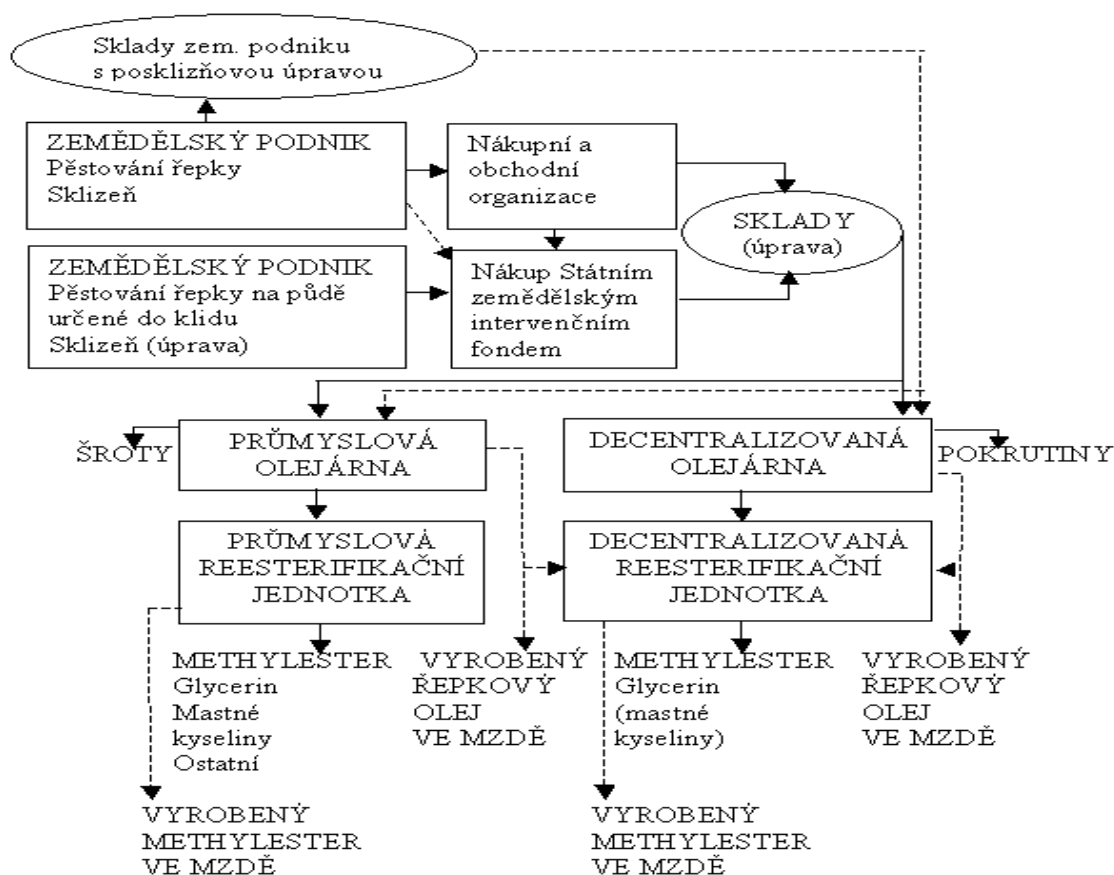 Sklady zem. podniku
s posklizňovou úpravou
ZEMĚDĚLSKÝ PODNIK
Pěstování řepky
Sklizeň
Nákupní a
obchodní
organizace
SKLADY
(úprava)
ZEMĚDĚLSKÝ PODNIK
Pěstování řepky na půdě
určené do klidu
Sklizeň (úprava)
Nákup Státním
zemědělským
intervenčním
fondem
ŠROTY
PRŮMYSLOVÁ
OLEJÁRNA
DECENTRALIZOVANÁ
OLEJÁRNA
POKRUTINY
PRŮMYSLOVÁ
REESTERIFIKAČNÍ
JEDNOTKA
DECENTRALIZOVANÁ
REESTERIFIKAČNÍ
JEDNOTKA
METHYLESTER
Glycerin
Mastné
kyseliny
Ostatní
VYROBENÝ
ŘEPKOVÝ
OLEJ
VE MZDĚ
METHYLESTER
Glycerin
(mastné
kyseliny)
VYROBENÝ
ŘEPKOVÝ
OLEJ
VE MZDĚ
VYROBENÝ
METHYLESTER
VE MZDĚ
VYROBENÝ
METHYLESTER
VE MZDĚ